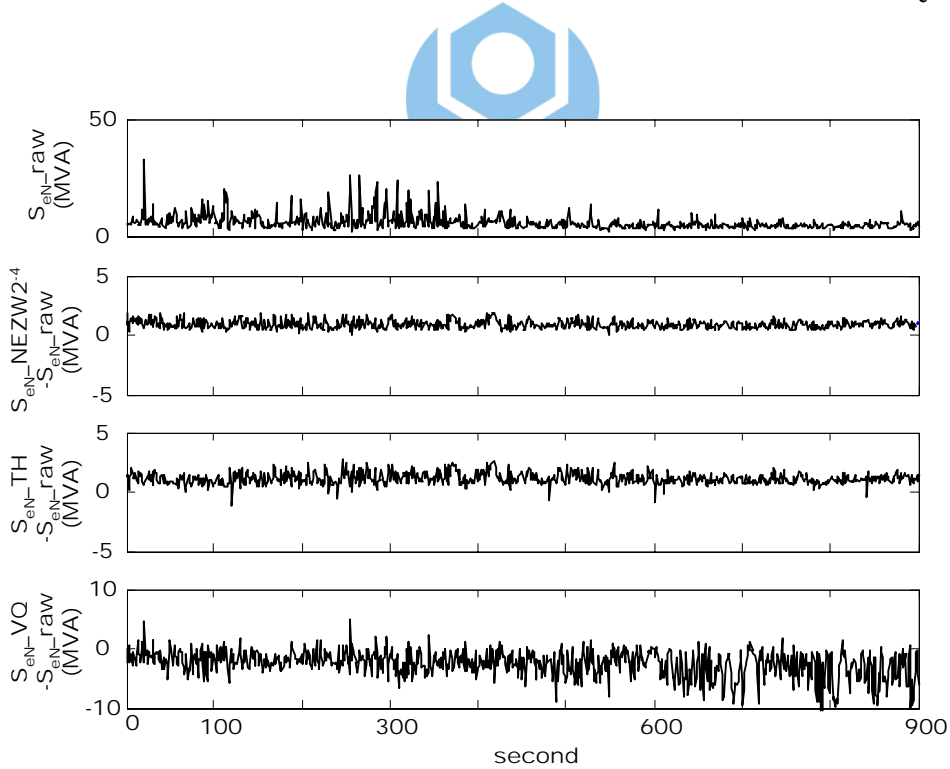 50
S_eN_raw
(MVA)
0
5
S_eN_NEZW2^-4
-S_eN_raw
(MVA)
0
-5
5
S_eN_TH
-S_eN_raw
(MVA)
0
-5
10
S_eN_VQ
-S_eN_raw
(MVA)
0
-10
0 100 300 600 900
second